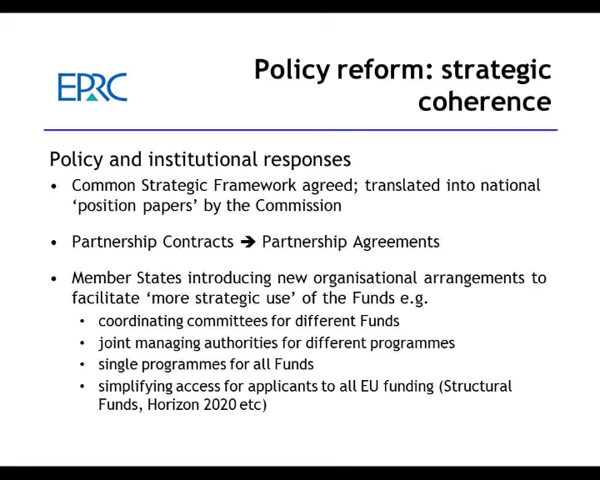 EPRC
Policy reform: strategic
coherence
Policy and institutional responses
• Common Strategic Framework agreed; translated into national
‘position papers’ by the Commission
• Partnership Contracts ➔ Partnership Agreements
• Member States introducing new organisational arrangements to
facilitate ‘more strategic use’ of the Funds e.g.
• coordinating committees for different Funds
• joint managing authorities for different programmes
• single programmes for all Funds
• simplifying access for applicants to all EU funding (Structural
Funds, Horizon 2020 etc)